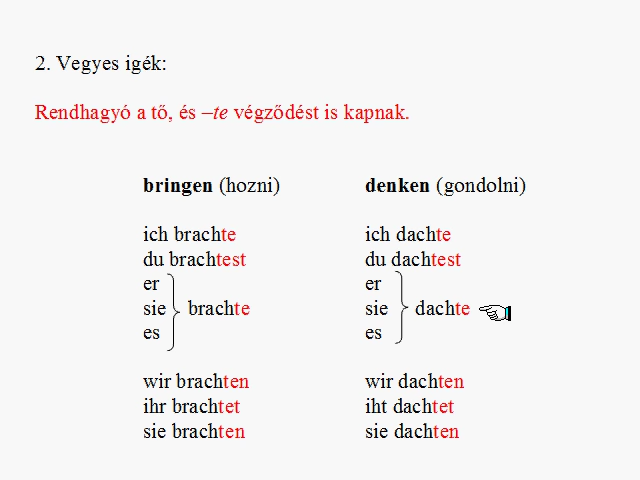 2. Vegyes igék:
Rendhagyó a tő, és –te végződést is kapnak.
bringen (hozni)
ich brachte
du brachtest
er
sie brachte
es
wir brachten
ihr brachtet
sie brachten
denken (gondolni)
ich dachte
du dachtest
er
sie dachte
es
wir dachten
iht dachtet
sie dachten